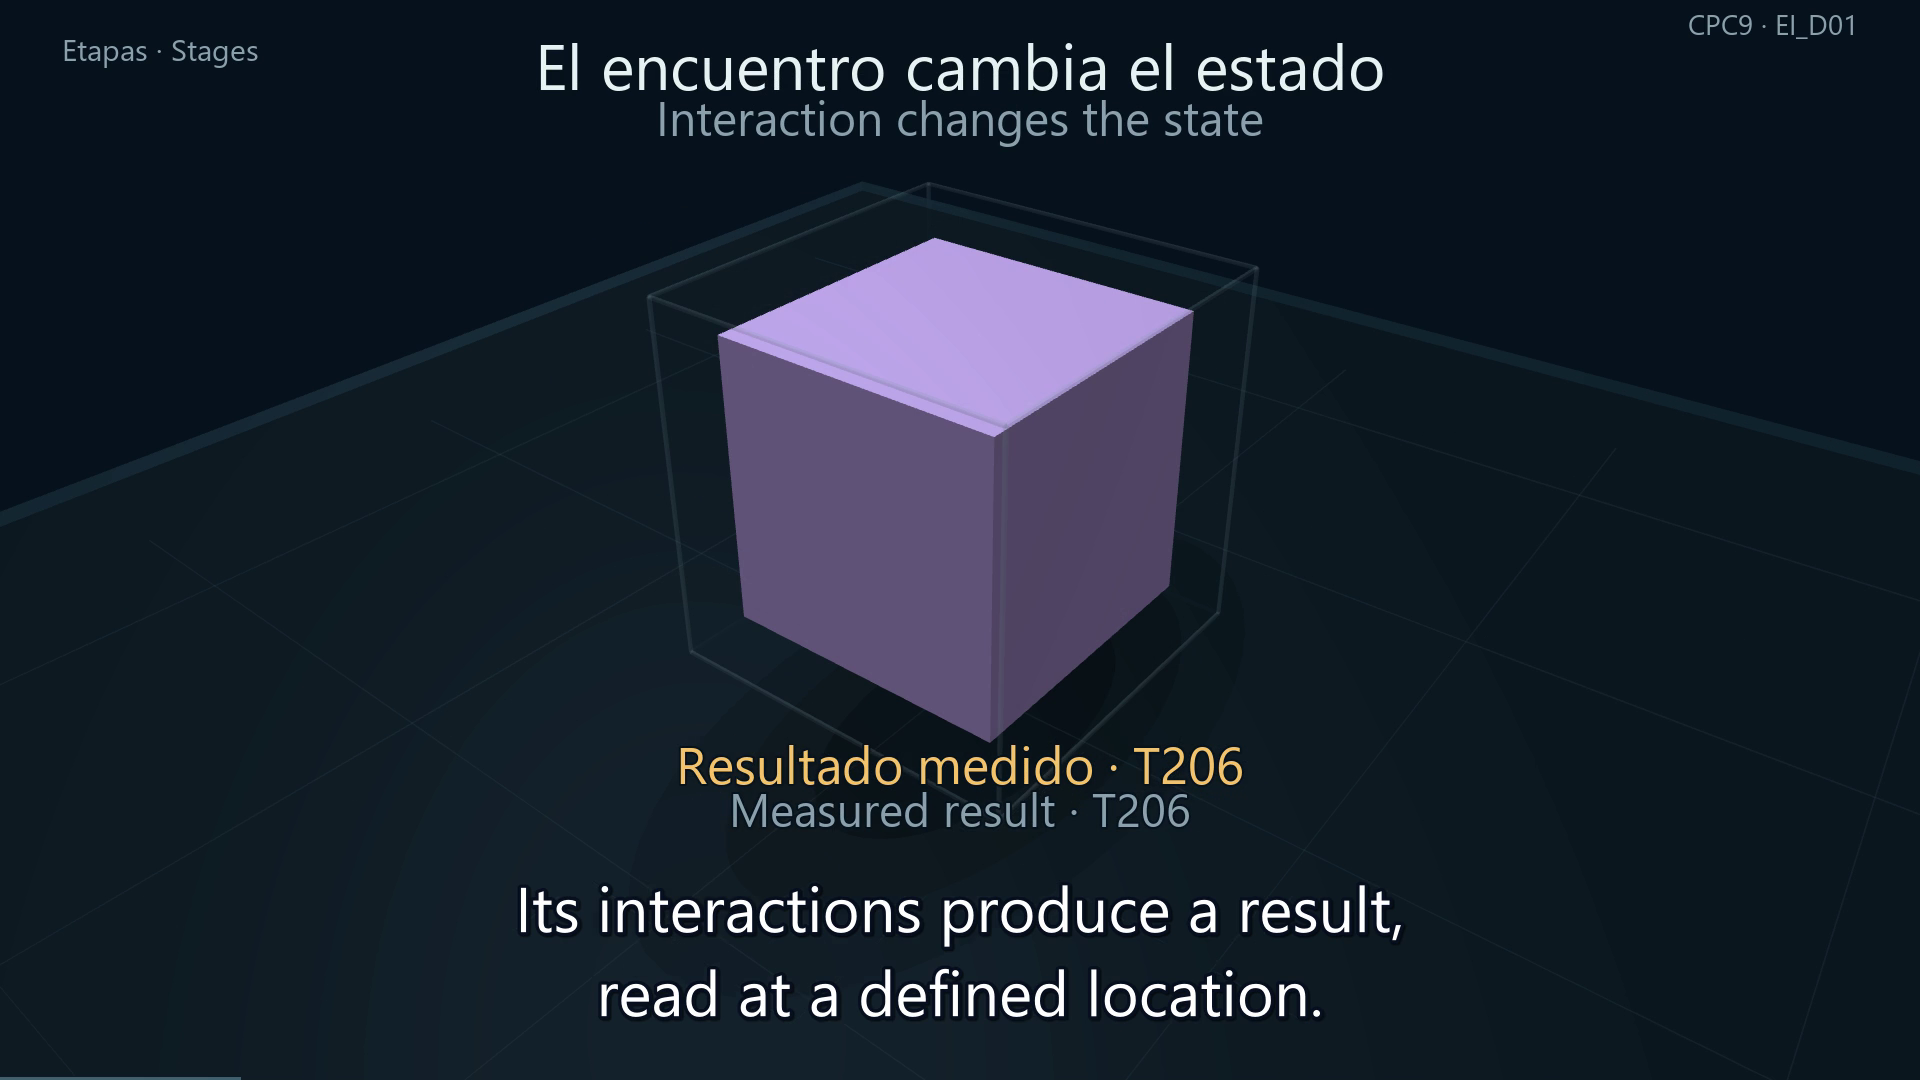 Etapas · Stages
CPC9 · EI_D01
El encuentro cambia el estado
Interaction changes the state
Resultado medido · T206
Measured result · T206
Its interactions produce a result,
read at a defined location.